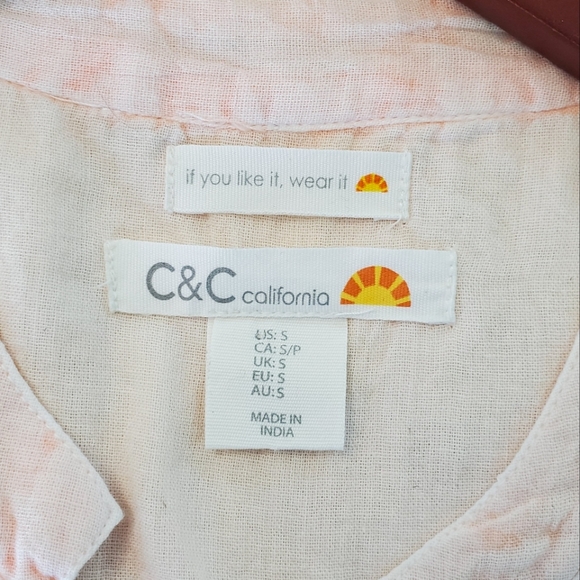 if you like it, wear it
C&C california
US: S
CA: S/P
UK: S
EU: S
AU: S
MADE IN
INDIA